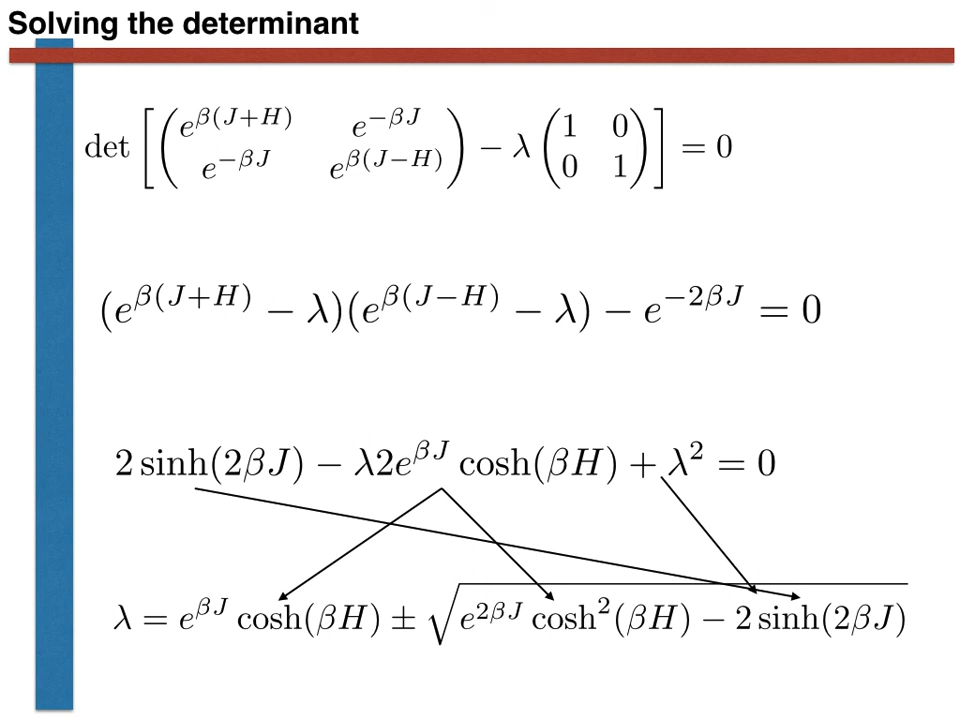 Solving the determinant
det [ ( e^{β(J+H)} e^{−βJ} ; e^{−βJ} e^{β(J−H)} ) − λ ( 1 0 ; 0 1 ) ] = 0
(e^{β(J+H)} − λ)(e^{β(J−H)} − λ) − e^{−2βJ} = 0
2 sinh(2βJ) − λ2e^{βJ} cosh(βH) + λ² = 0
λ = e^{βJ} cosh(βH) ± √(e^{2βJ} cosh²(βH) − 2 sinh(2βJ))